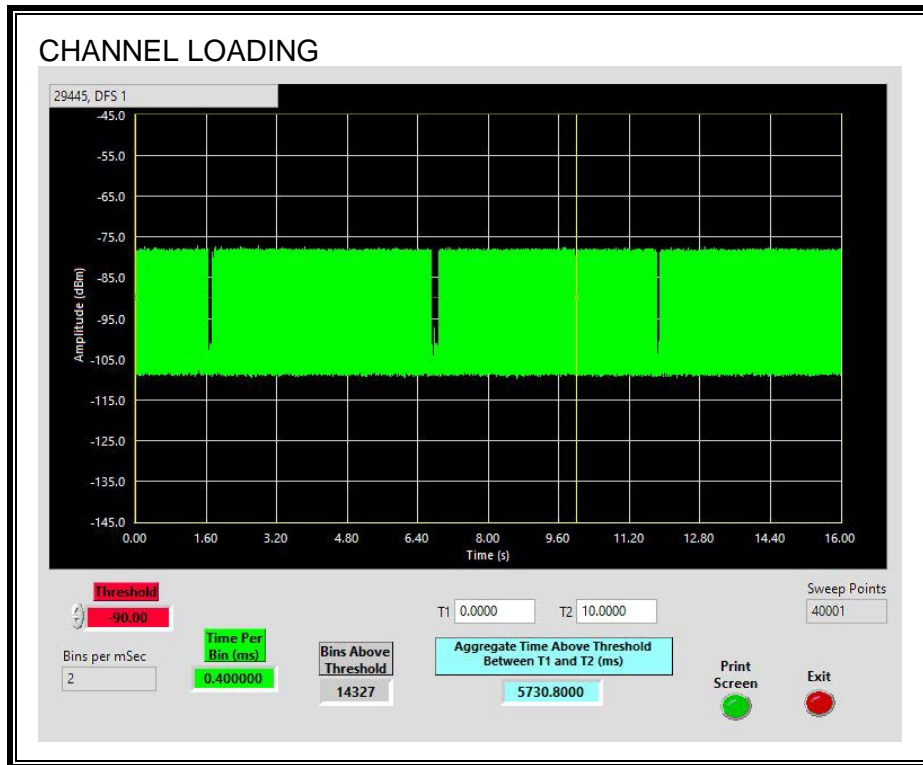 CHANNEL LOADING
29445, DFS 1
-45.0
-55.0
-65.0
-75.0
-85.0
-95.0
-105.0
-115.0
-125.0
-135.0
-145.0
Amplitude (dBm)
0.00 1.60 3.20 4.80 6.40 8.00 9.60 11.20 12.80 14.40 16.00
Time (s)
Threshold
-90.00
Bins per mSec
2
Time Per
Bin (ms)
0.400000
Bins Above
Threshold
14327
T1 0.0000 T2 10.0000
Aggregate Time Above Threshold
Between T1 and T2 (ms)
5730.8000
Sweep Points
40001
Print
Screen
Exit